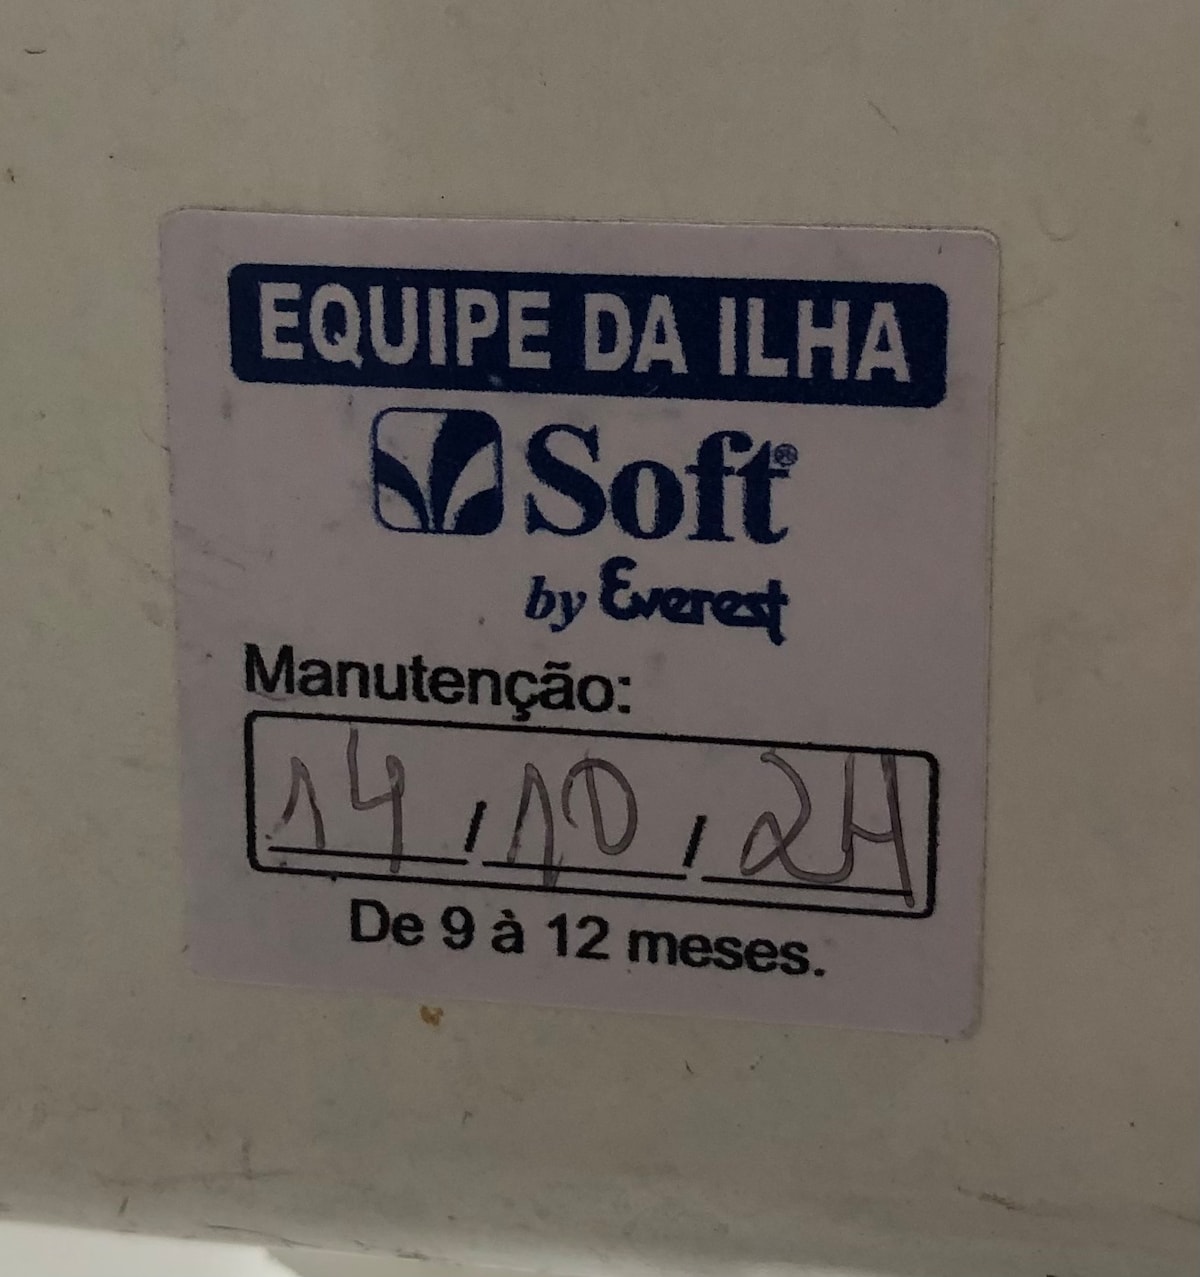 EQUIPE DA ILHA
Soft®
by Everest
Manutenção:
14/10/24
De 9 à 12 meses.